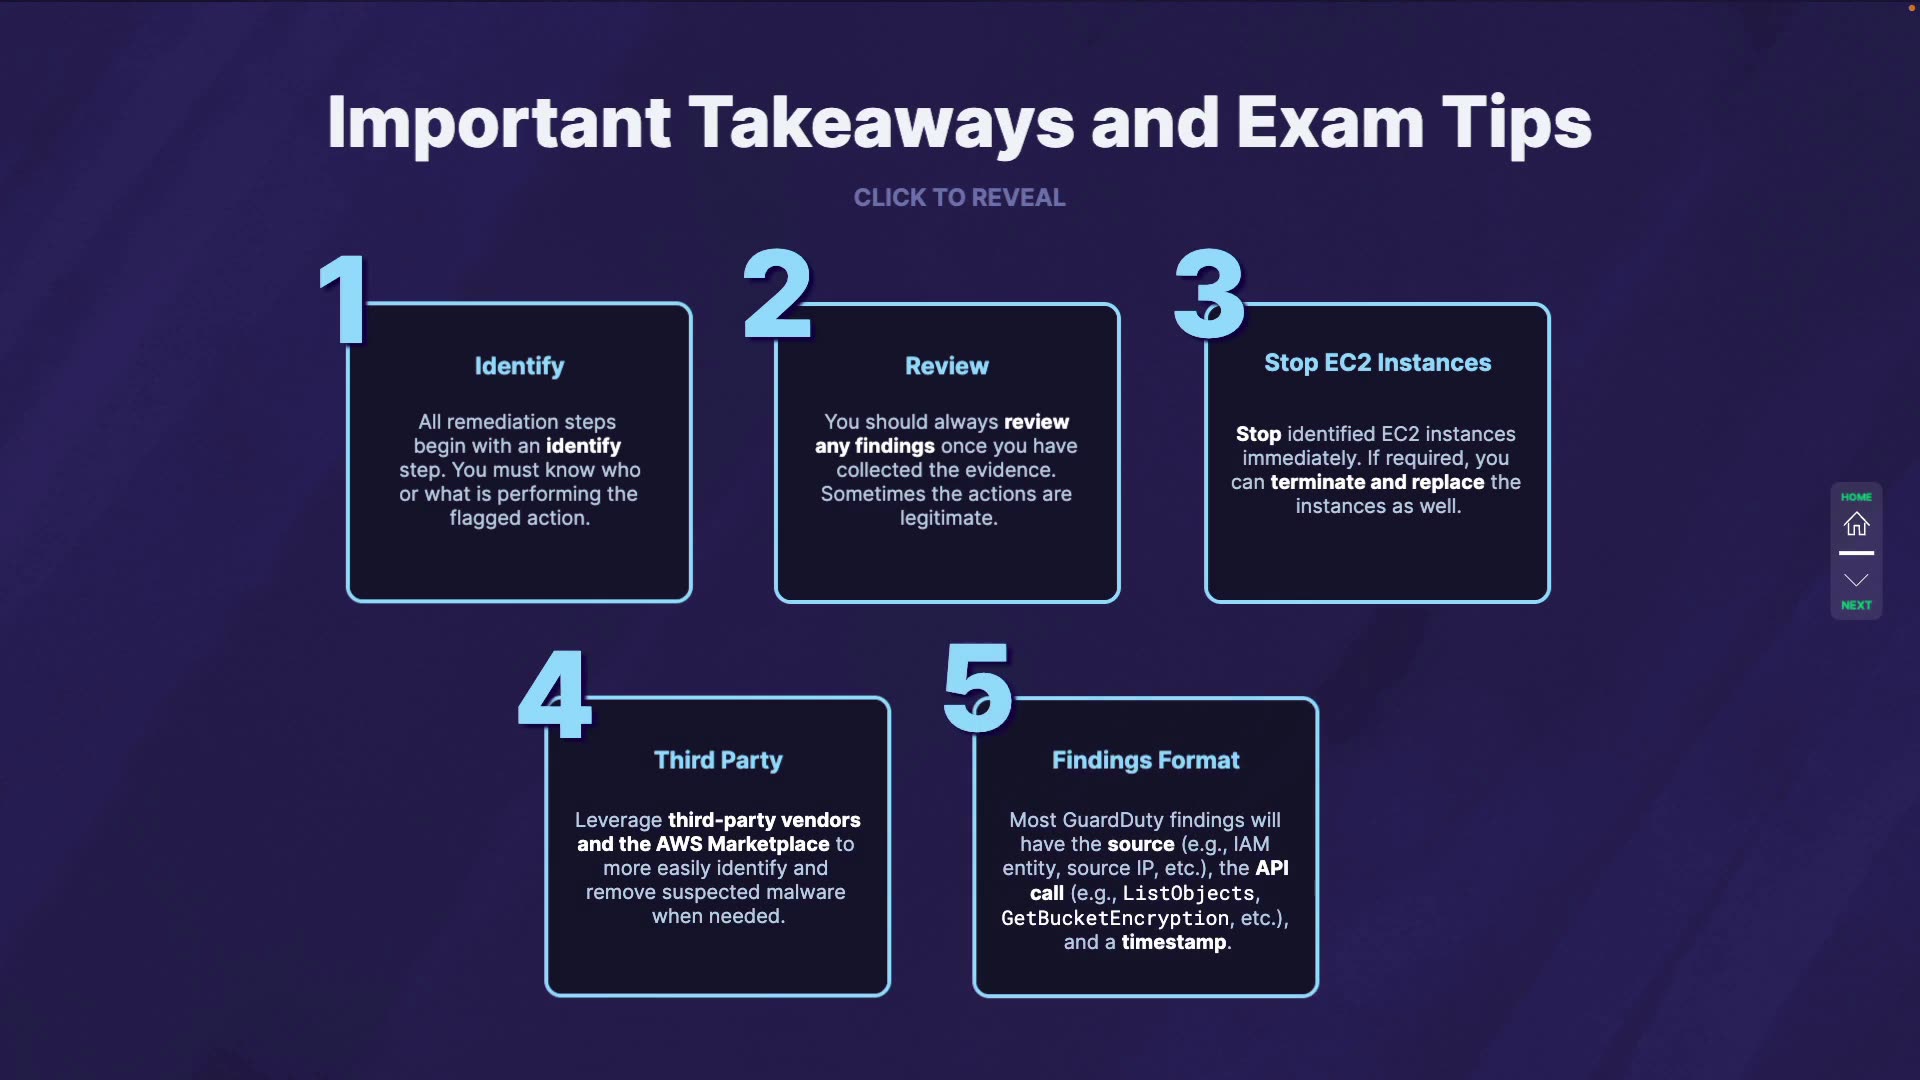 Important Takeaways and Exam Tips
CLICK TO REVEAL
1
Identify
All remediation steps
begin with an identify
step. You must know who
or what is performing the
flagged action.
2
Review
You should always review
any findings once you have
collected the evidence.
Sometimes the actions are
legitimate.
3
Stop EC2 Instances
Stop identified EC2 instances
immediately. If required, you
can terminate and replace the
instances as well.
4
Third Party
Leverage third-party vendors
and the AWS Marketplace to
more easily identify and
remove suspected malware
when needed.
5
Findings Format
Most GuardDuty findings will
have the source (e.g., IAM
entity, source IP, etc.), the API
call (e.g., ListObjects,
GetBucketEncryption, etc.),
and a timestamp.
HOME
NEXT